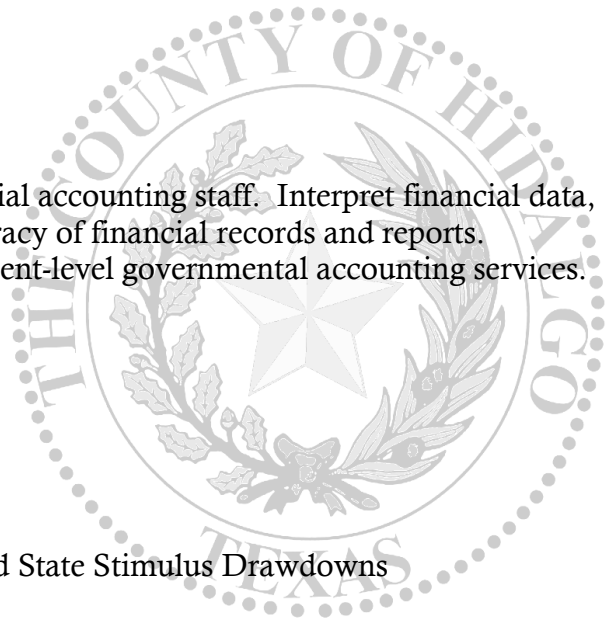 THE COUNTY OF HIDALGO
ial accounting staff. Interpret financial data,
racy of financial records and reports.
ent-level governmental accounting services.
d State Stimulus Drawdowns
TEXAS